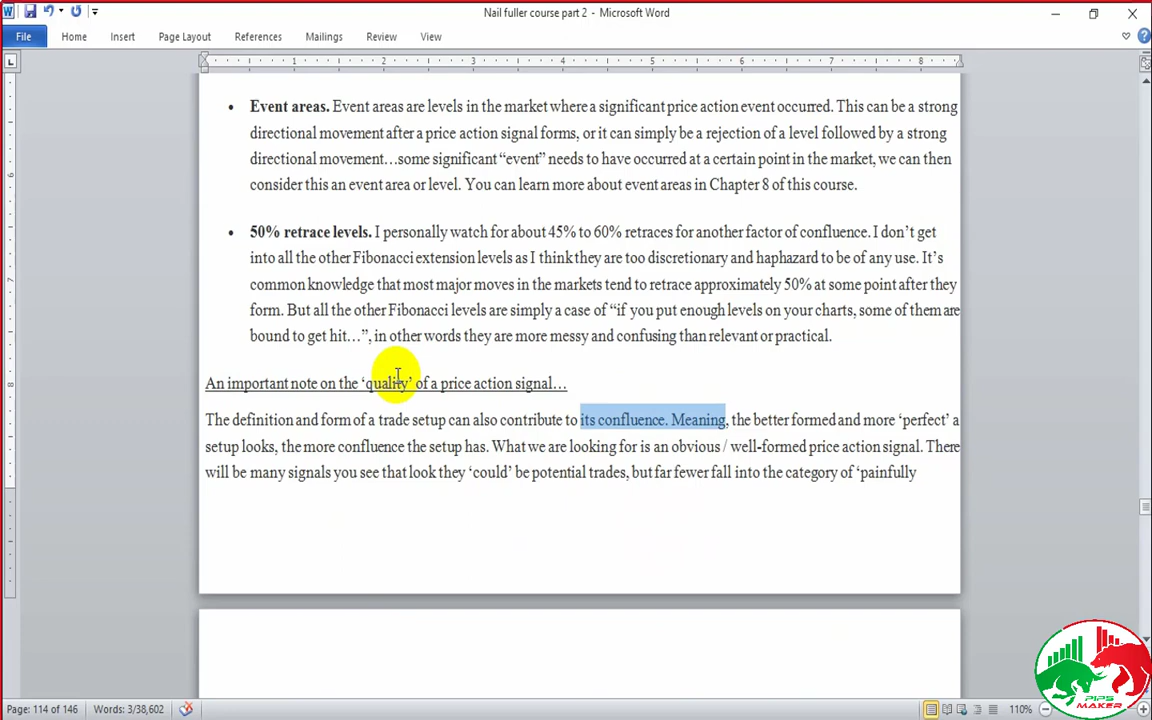 Nail fuller course part 2 - Microsoft Word
File Home Insert Page Layout References Mailings Review View
1 2 3 4 5 6 7 8
• Event areas. Event areas are levels in the market where a significant price action event occurred. This can be a strong
directional movement after a price action signal forms, or it can simply be a rejection of a level followed by a strong
directional movement…some significant “event” needs to have occurred at a certain point in the market, we can then
consider this an event area or level. You can learn more about event areas in Chapter 8 of this course.
• 50% retrace levels. I personally watch for about 45% to 60% retraces for another factor of confluence. I don’t get
into all the other Fibonacci extension levels as I think they are too discretionary and haphazard to be of any use. It’s
common knowledge that most major moves in the markets tend to retrace approximately 50% at some point after they
form. But all the other Fibonacci levels are simply a case of “if you put enough levels on your charts, some of them are
bound to get hit…”, in other words they are more messy and confusing than relevant or practical.
An important note on the ‘quality’ of a price action signal…
The definition and form of a trade setup can also contribute to its confluence. Meaning, the better formed and more ‘perfect’ a
setup looks, the more confluence the setup has. What we are looking for is an obvious / well-formed price action signal. There
will be many signals you see that look they ‘could’ be potential trades, but far fewer fall into the category of ‘painfully
PIPS
MAKER
Page: 114 of 146 Words: 3/38,602 110%